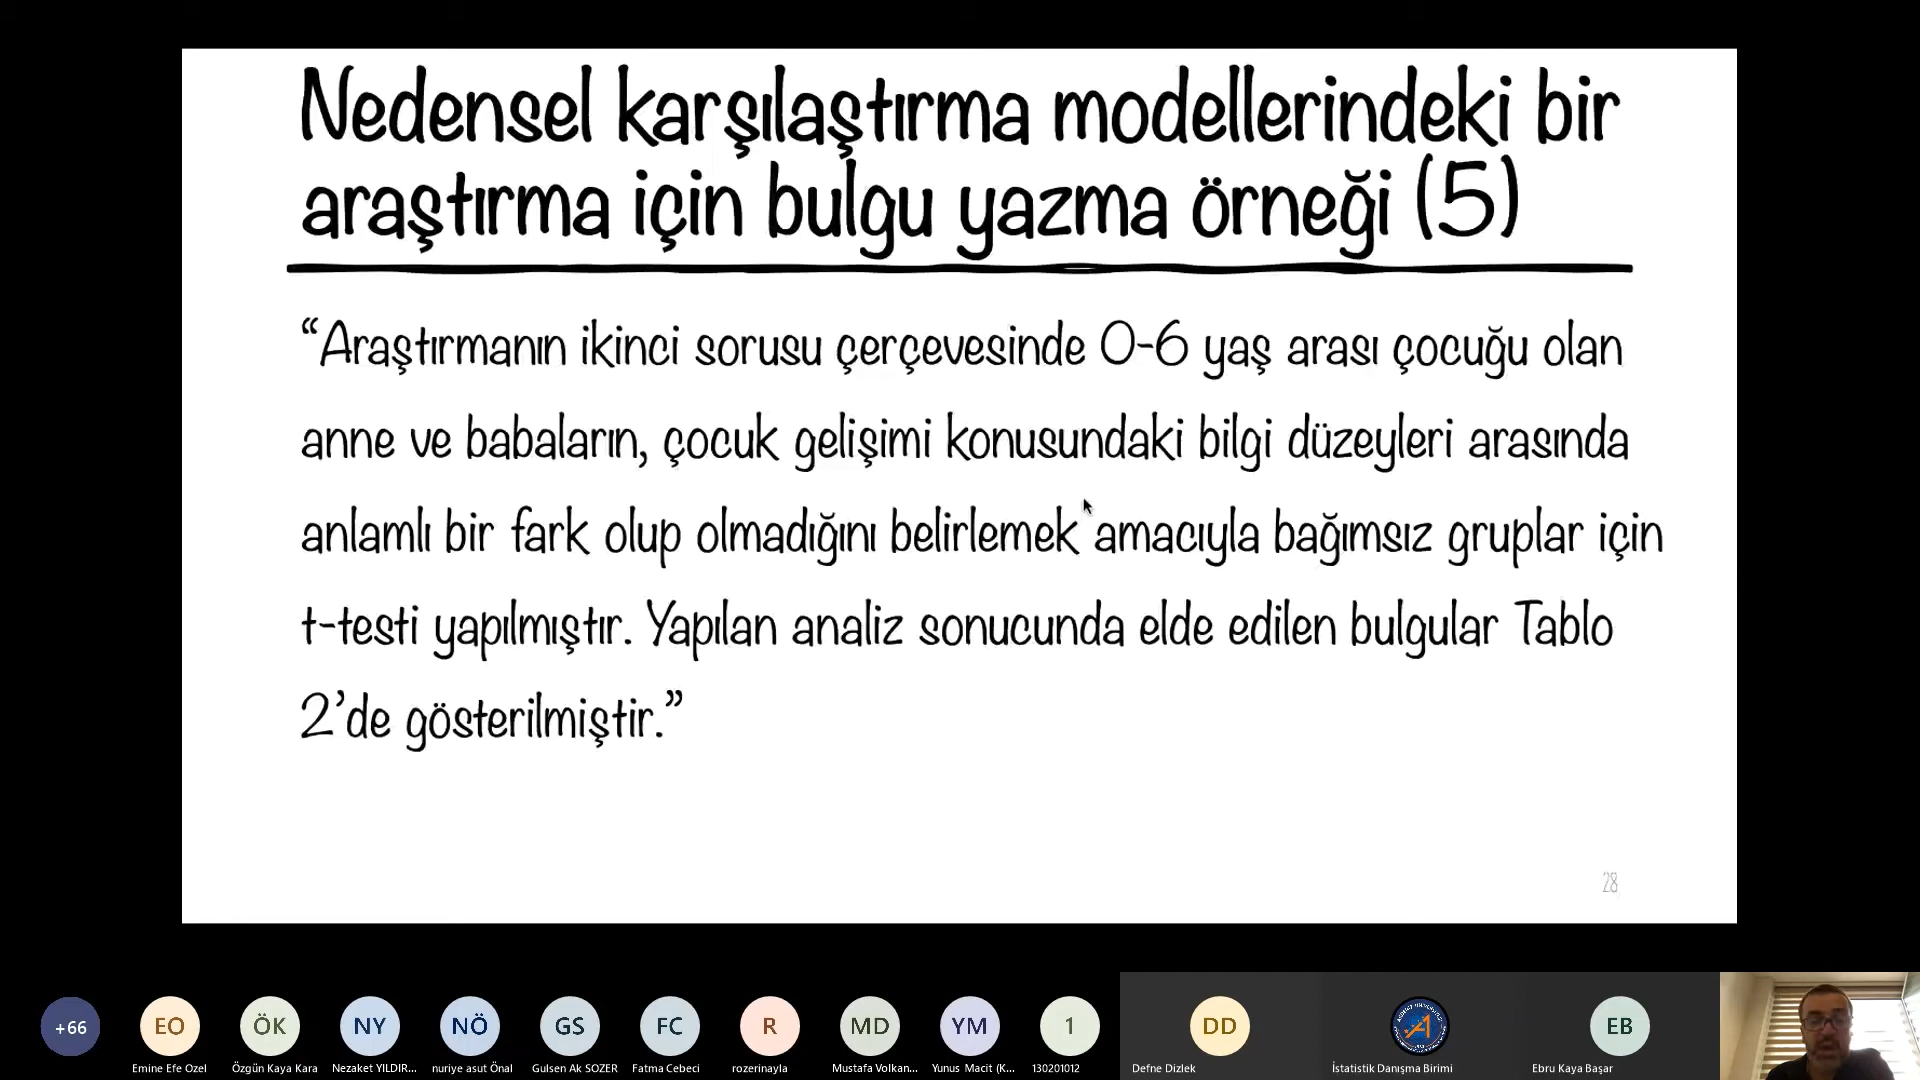 Nedensel karşılaştırma modellerindeki bir
araştırma için bulgu yazma örneği (5)
“Araştırmanın ikinci sorusu çerçevesinde 0-6 yaş arası çocuğu olan
anne ve babaların, çocuk gelişimi konusundaki bilgi düzeyleri arasında
anlamlı bir fark olup olmadığını belirlemek amacıyla bağımsız gruplar için
t-testi yapılmıştır. Yapılan analiz sonucunda elde edilen bulgular Tablo
2’de gösterilmiştir.”
28
+66 EO ÖK NY NÖ GS FC R MD YM 1 DD EB
Emine Efe Ozel Özgün Kaya Kara Nezaket YILDIR... nuriye asut Önal Gulsen Ak SOZER Fatma Cebeci rozerinayla Mustafa Volkan... Yunus Macit (K... 130201012 Defne Dizlek İstatistik Danışma Birimi Ebru Kaya Başar